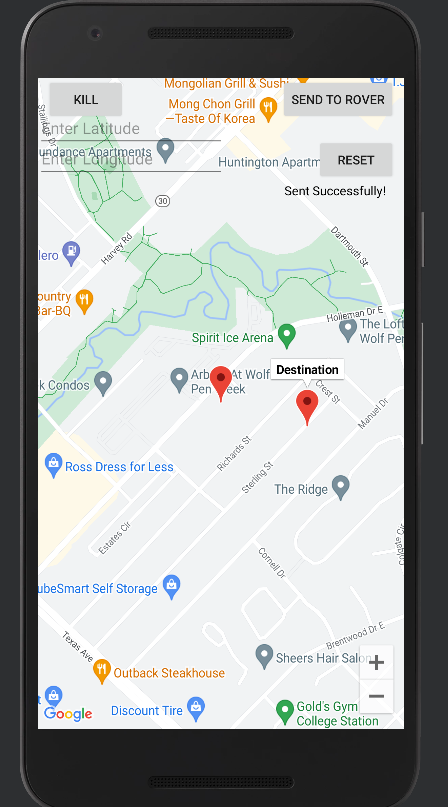 Mongolian Grill & Sushi
KILL
SEND TO ROVER
Mong Chon Grill
—Taste Of Korea
Enter Latitude
undance Apartments
Enter Longitude
Huntington Apartm
RESET
Sent Successfully!
30
Harvey Rd
Dartmouth St
lero
ountry
Bar-BQ
Holleman Dr E
Spirit Ice Arena
The Loft
Wolf Pen
Destination
k Condos
Arb At Wolf
Pen eek
Crest St
Manuel Dr
Richards St
Sterling St
Ross Dress for Less
The Ridge
Estates Cir
Colgate Cir
Cornell Dr
ubeSmart Self Storage
Brentwood Dr E
Texas Ave
Sheers Hair Salon
+
Outback Steakhouse
−
Google
Discount Tire
Gold's Gym
College Station